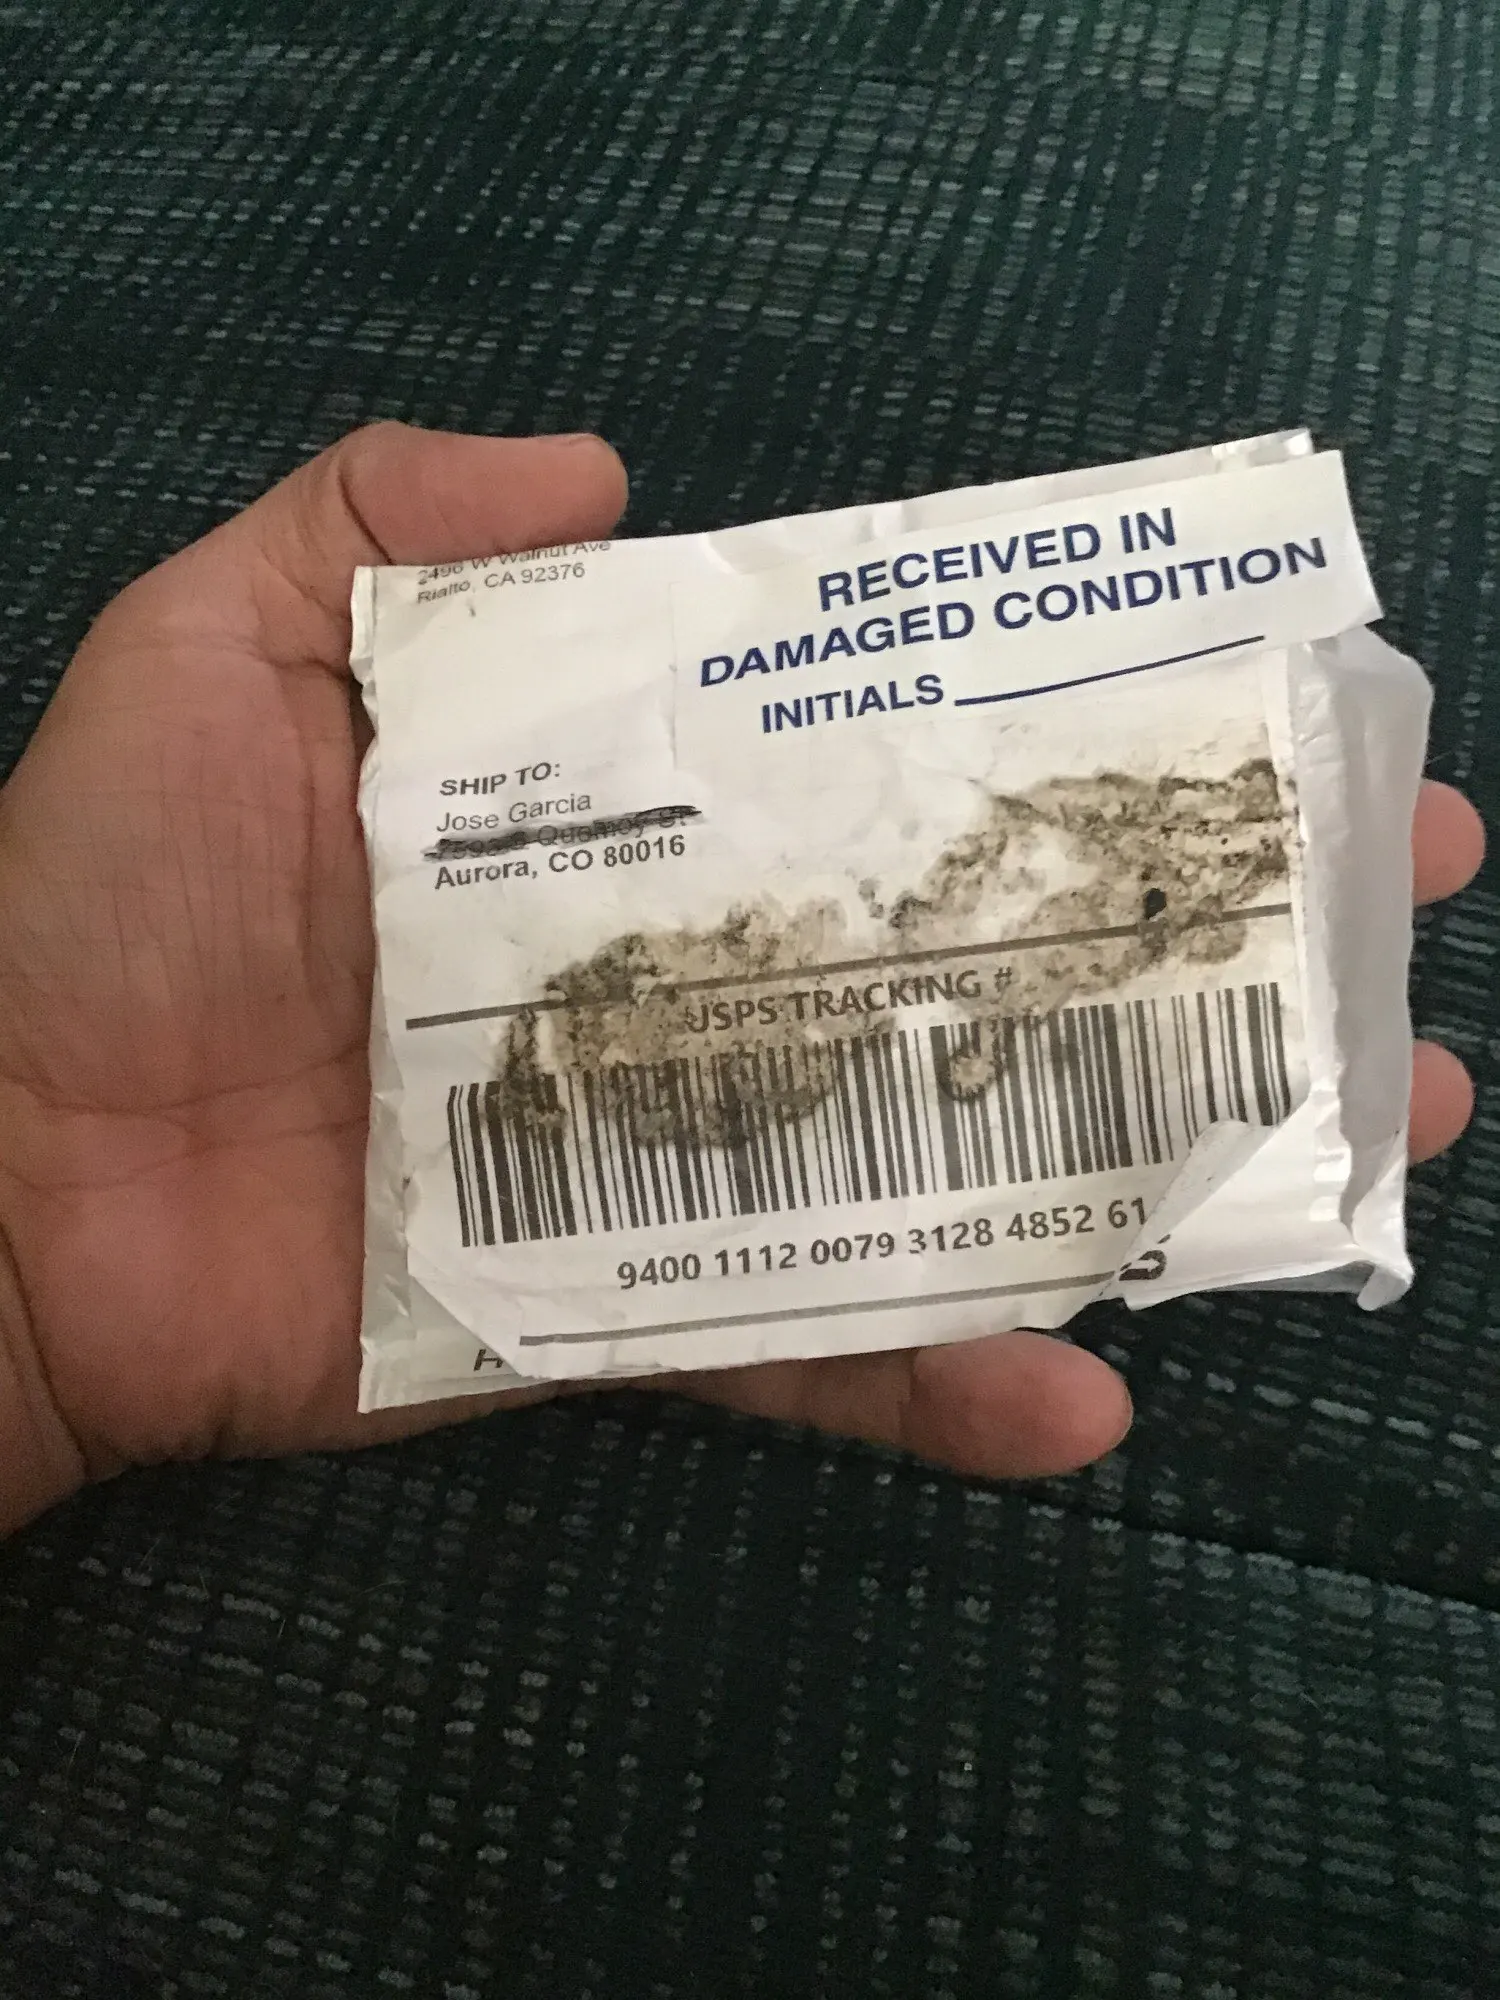 2490 W Walnut Ave
Rialto, CA 92376
RECEIVED IN
DAMAGED CONDITION
INITIALS
SHIP TO:
Jose Garcia
Aurora, CO 80016
USPS TRACKING #
9400 1112 0079 3128 4852 61